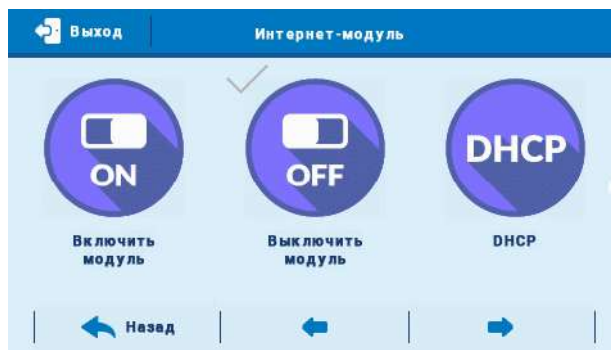 Выход
Интернет-модуль
ON
OFF
DHCP
Включить
модуль
Выключить
модуль
DHCP
Назад